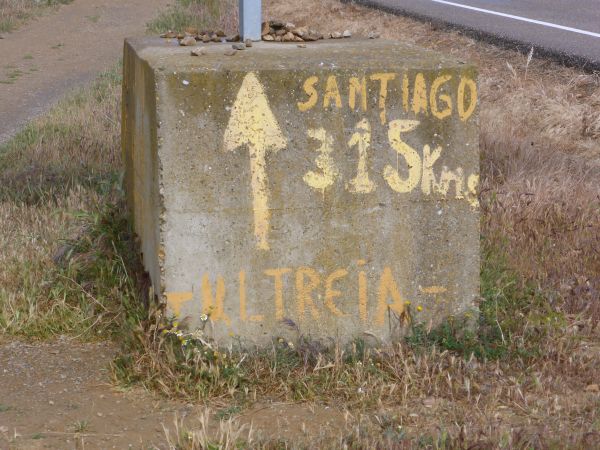 SANTIAGO
315 Kms
- ULTREIA -